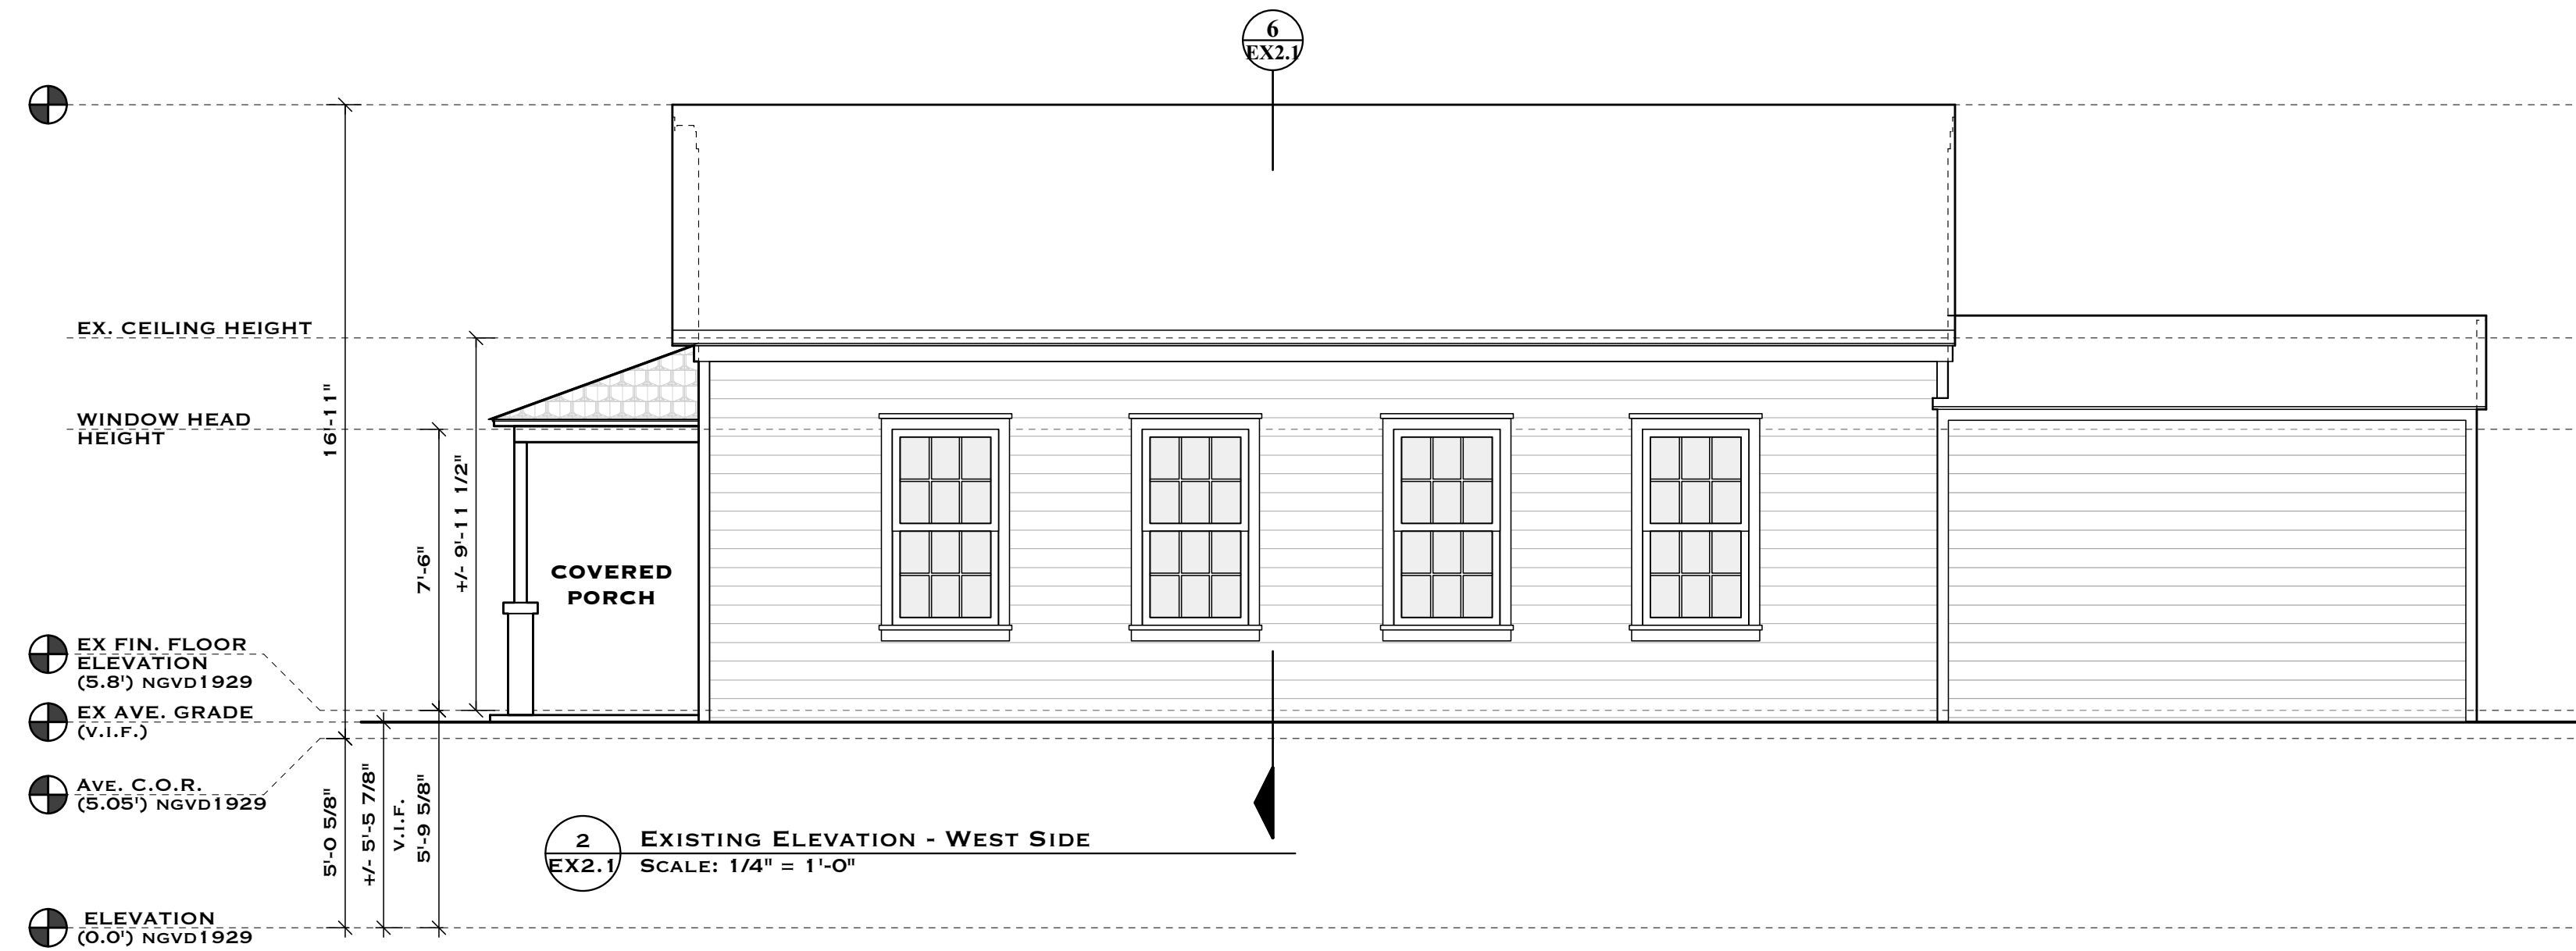 6
EX2.1
EX. CEILING HEIGHT
WINDOW HEAD
HEIGHT
16'-11"
7'-6"
+/- 9'-11 1/2"
COVERED
PORCH
EX FIN. FLOOR
ELEVATION
(5.8') NGVD1929
EX AVE. GRADE
(V.I.F.)
AVE. C.O.R.
(5.05') NGVD1929
5'-0 5/8"
+/- 5'-5 7/8"
V.I.F.
5'-9 5/8"
2
EX2.1
EXISTING ELEVATION - WEST SIDE
SCALE: 1/4" = 1'-0"
ELEVATION
(0.0') NGVD1929